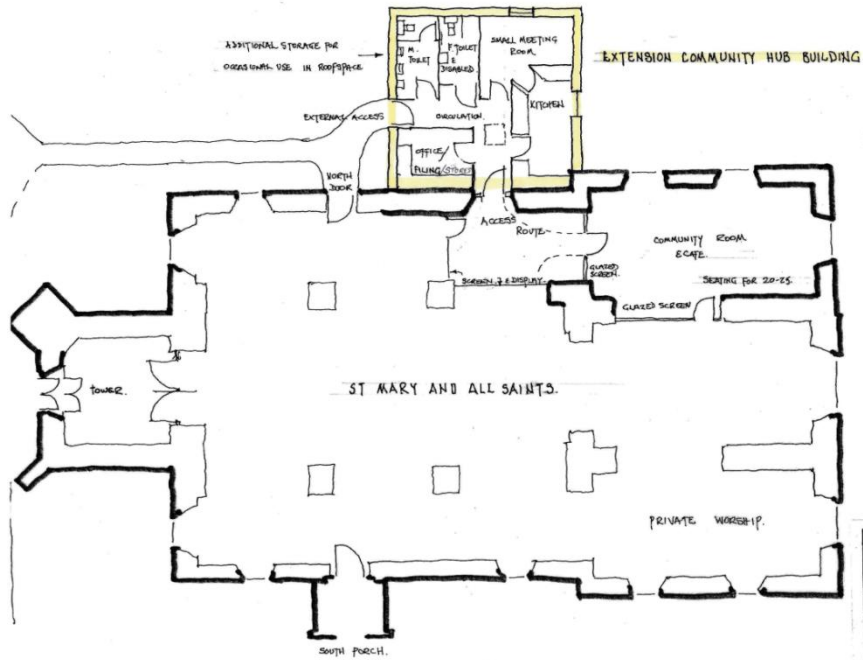 ADDITIONAL STORAGE FOR
OCCASIONAL USE IN ROOFSPACE
M.
TOILET
F. TOILET
&
DISABLED.
SMALL MEETING
ROOM.
EXTENSION COMMUNITY HUB BUILDING
KITCHEN
EXTERNAL ACCESS
CIRCULATION.
OFFICE/
FILING/STORE
NORTH
DOOR
ACCESS
ROUTE
COMMUNITY ROOM
& CAFE.
GLAZED
SCREEN.
SCREEN & DISPLAY.
SEATING FOR 20-25.
GLAZED SCREEN
TOWER.
ST MARY AND ALL SAINTS.
PRIVATE WORSHIP.
SOUTH PORCH.